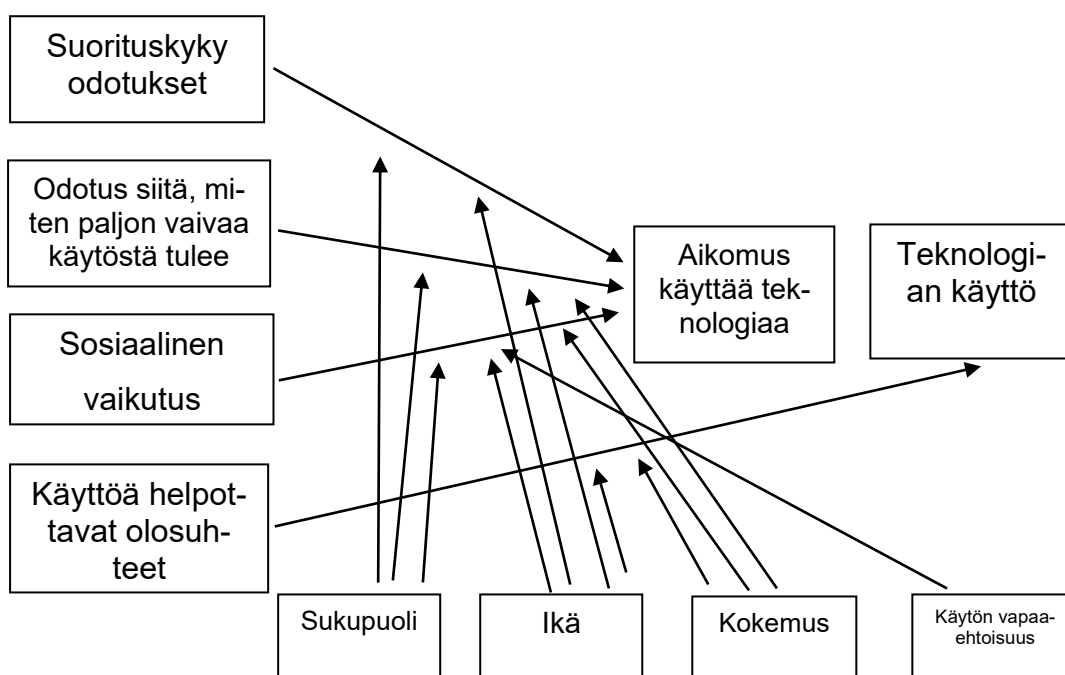 Suorituskyky
odotukset
Odotus siitä, mi-
ten paljon vaivaa
käytöstä tulee
Sosiaalinen
vaikutus
Käyttöä helpot-
tavat olosuh-
teet
Aikomus
käyttää tek-
nologiaa
Teknologi-
an käyttö
Sukupuoli
Ikä
Kokemus
Käytön vapaa-
ehtoisuus